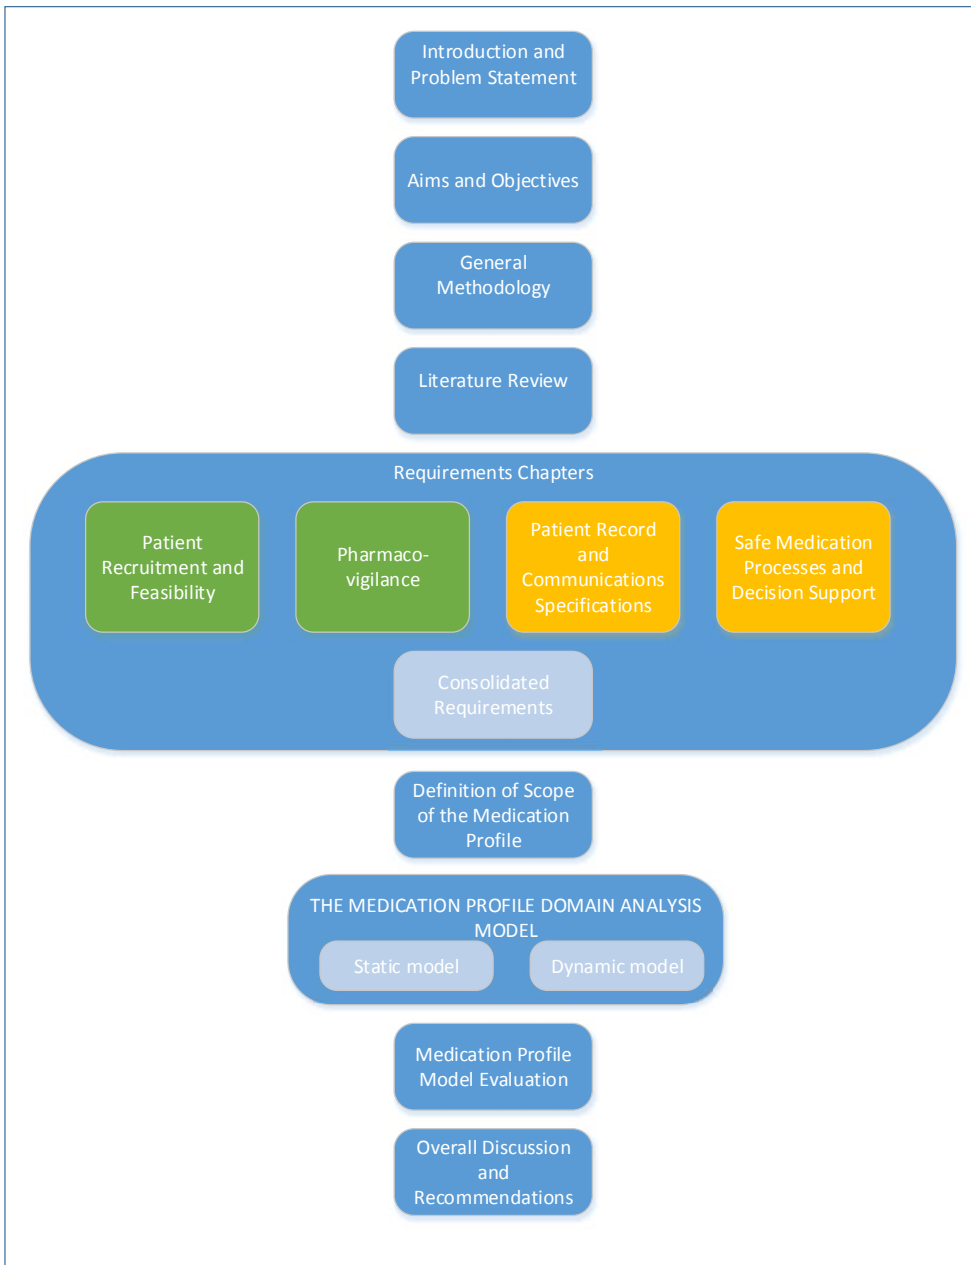 Introduction and
Problem Statement
Aims and Objectives
General
Methodology
Literature Review
Requirements Chapters
Patient
Recruitment and
Feasibility
Pharmaco-
vigilance
Patient Record
and
Communications
Specifications
Safe Medication
Processes and
Decision Support
Consolidated
Requirements
Definition of Scope
of the Medication
Profile
THE MEDICATION PROFILE DOMAIN ANALYSIS
MODEL
Static model
Dynamic model
Medication Profile
Model Evaluation
Overall Discussion
and
Recommendations